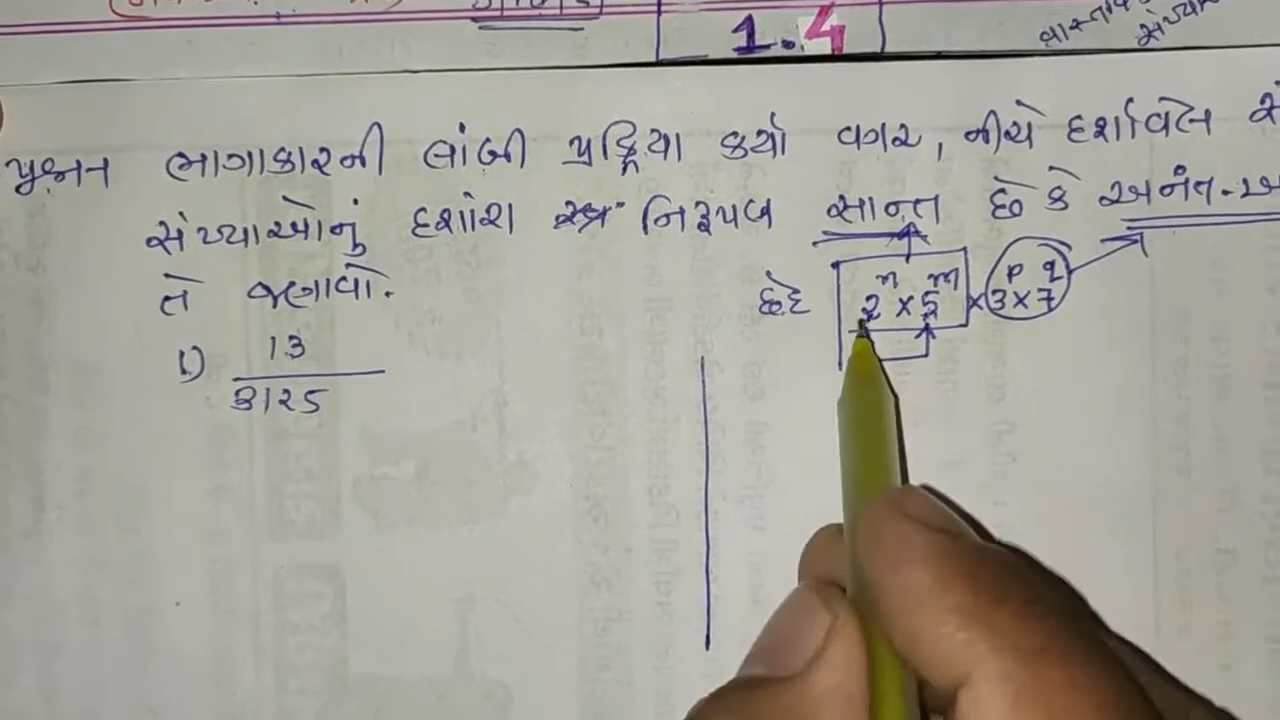 1.4
પ્રશ્ન ભાગાકારની લાંબી પ્રક્રિયા કર્યા વગર, નીચે દર્શાવેલ
સંખ્યાઓનું દશાંશ નિરૂપણ સાન્ત છે કે અનંત-
તે જણાવો.
છેદ 2ⁿ × 5ᵐ × 3ᵖ × 7^q
1) 13
3125